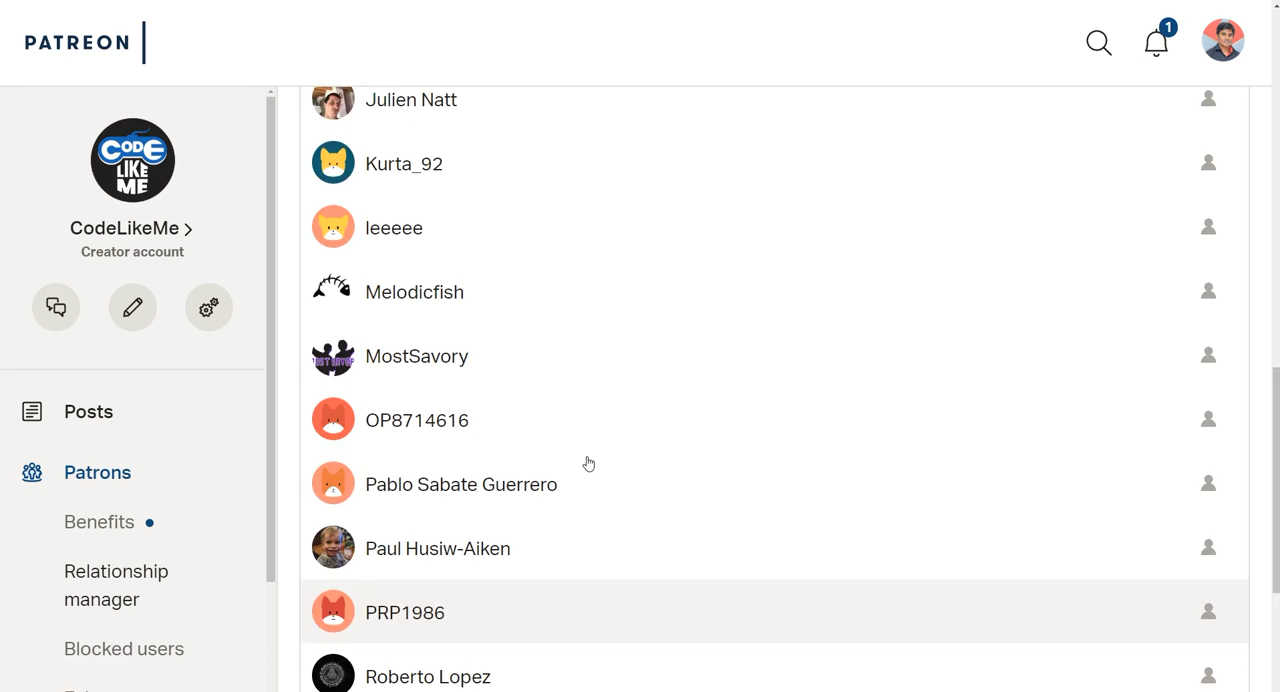 PATREON
1
CODE
LIKE
ME
CodeLikeMe
Creator account
Posts
Patrons
Benefits
Relationship
manager
Blocked users
Julien Natt
Kurta_92
leeeee
Melodicfish
MostSavory
OP8714616
Pablo Sabate Guerrero
Paul Husiw-Aiken
PRP1986
Roberto Lopez